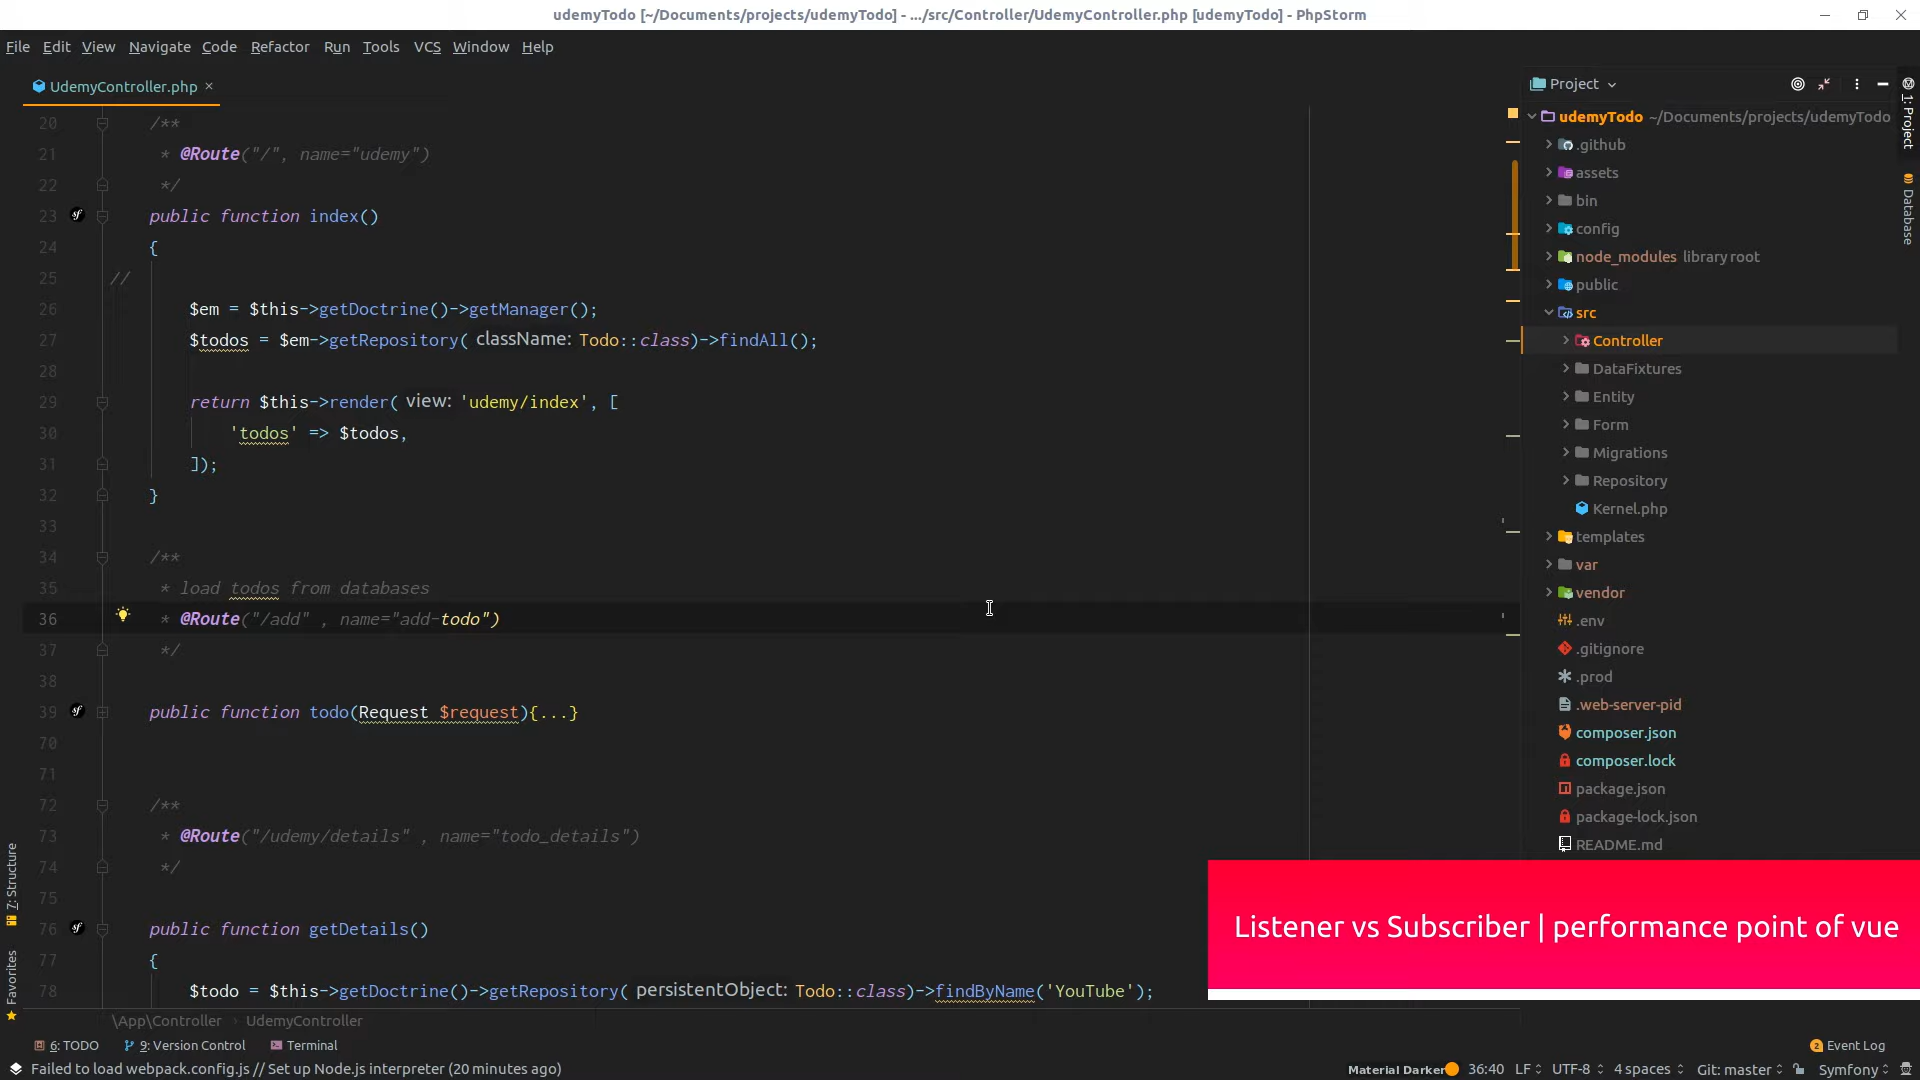 udemyTodo [~/Documents/projects/udemyTodo] - .../src/Controller/UdemyController.php [udemyTodo] - PhpStorm
File Edit View Navigate Code Refactor Run Tools VCS Window Help
UdemyController.php
20 /**
21 * @Route("/", name="udemy")
22 */
23 public function index()
24 {
25 //
26 $em = $this->getDoctrine()->getManager();
27 $todos = $em->getRepository( className: Todo::class)->findAll();
28
29 return $this->render( view: 'udemy/index', [
30 'todos' => $todos,
31 ]);
32 }
33
34 /**
35 * load todos from databases
36 * @Route("/add" , name="add-todo")
37 */
38
39 public function todo(Request $request){...}
70
71
72 /**
73 * @Route("/udemy/details" , name="todo_details")
74 */
75
76 public function getDetails()
77 {
78 $todo = $this->getDoctrine()->getRepository( persistentObject: Todo::class)->findByName('YouTube');
\App\Controller › UdemyController
Project
udemyTodo ~/Documents/projects/udemyTodo
.github
assets
bin
config
node_modules library root
public
src
Controller
DataFixtures
Entity
Form
Migrations
Repository
Kernel.php
templates
var
vendor
.env
.gitignore
.prod
.web-server-pid
composer.json
composer.lock
package.json
package-lock.json
README.md
1: Project
Database
7: Structure
Favorites
Listener vs Subscriber | performance point of vue
6: TODO 9: Version Control Terminal
2 Event Log
Failed to load webpack.config.js // Set up Node.js interpreter (20 minutes ago)
Material Darker 36:40 LF UTF-8 4 spaces Git: master Symfony